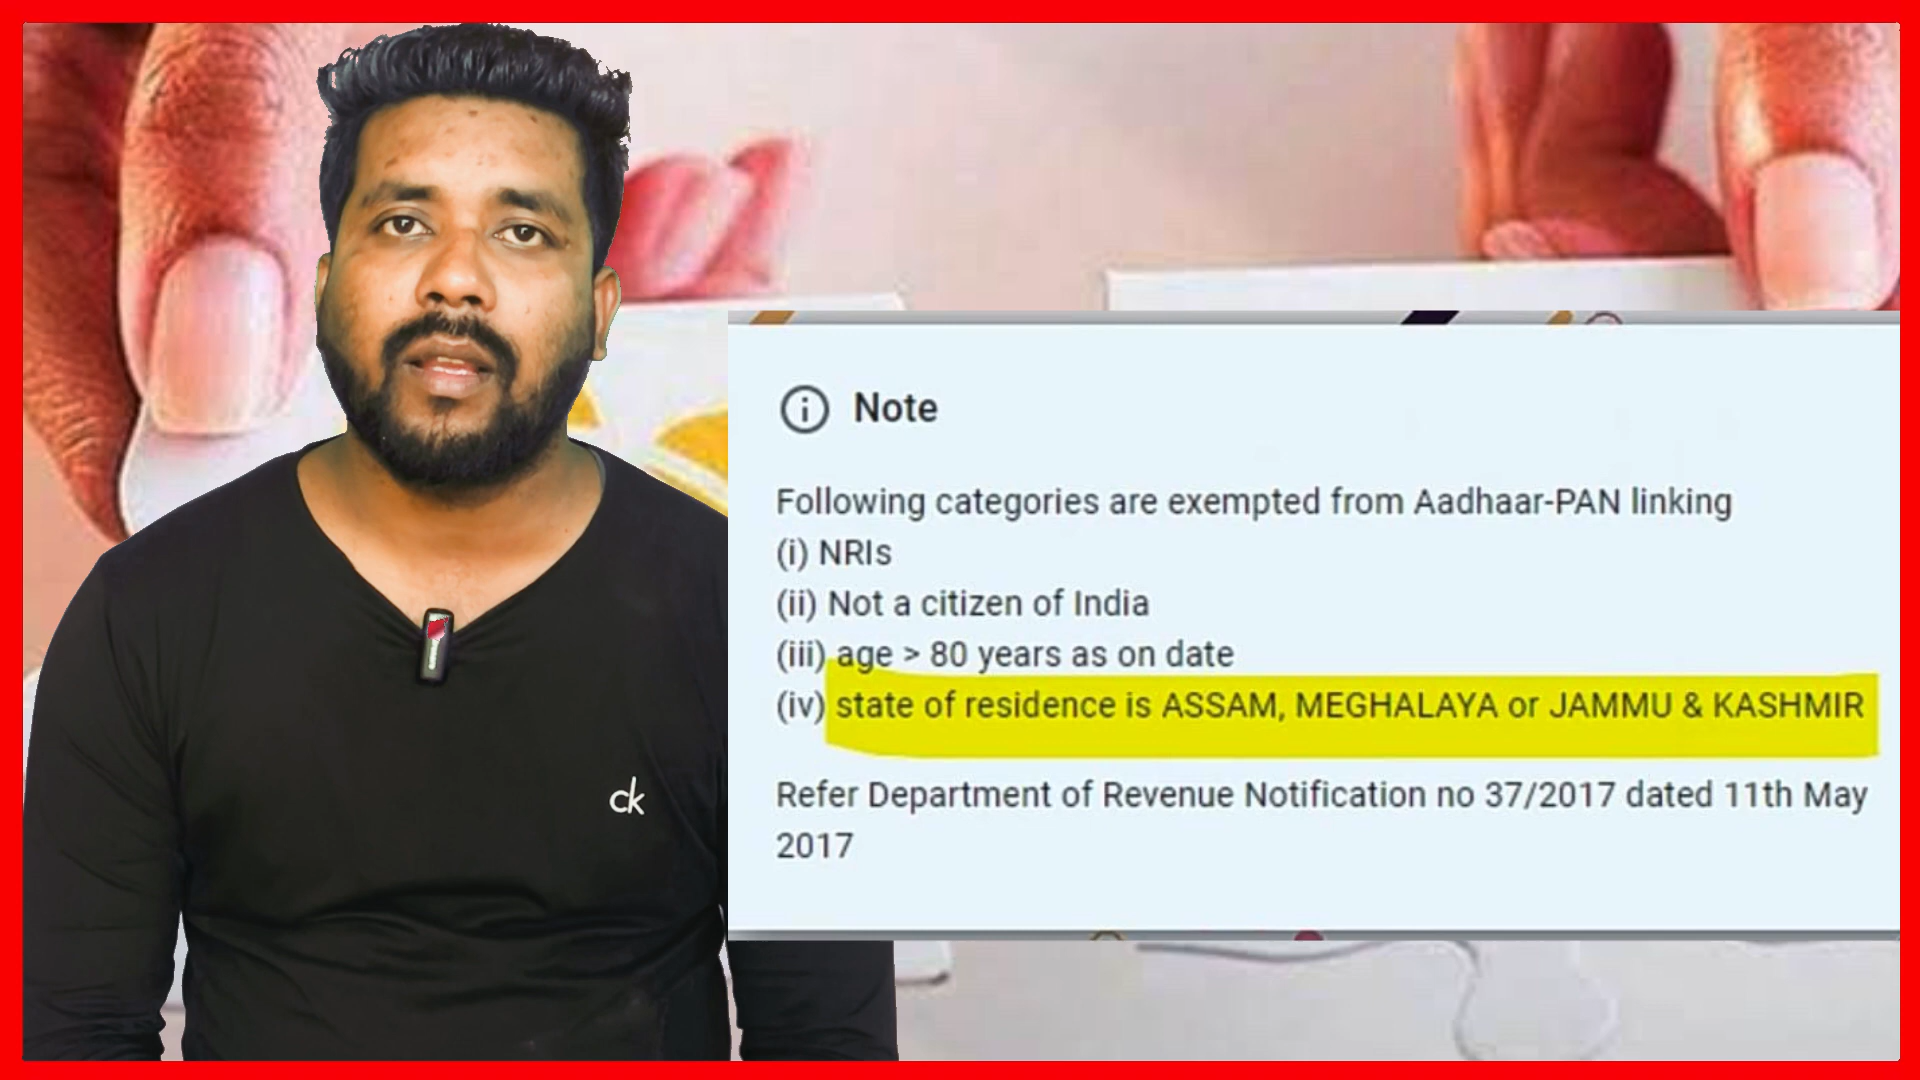 Note
Following categories are exempted from Aadhaar-PAN linking
(i) NRIs
(ii) Not a citizen of India
(iii) age > 80 years as on date
(iv) state of residence is ASSAM, MEGHALAYA or JAMMU & KASHMIR
Refer Department of Revenue Notification no 37/2017 dated 11th May
2017
ck